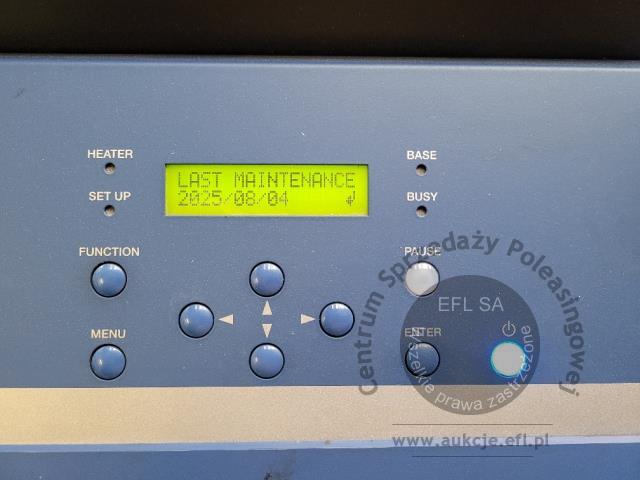 HEATER
LAST MAINTENANCE
BASE
SET UP
2025/08/04
BUSY
FUNCTION
PAUSE
MENU
ENTER
Centrum Sprzedaży Poleasingowej
EFL SA
Wszelkie prawa zastrzeżone
www.aukcje.efl.pl